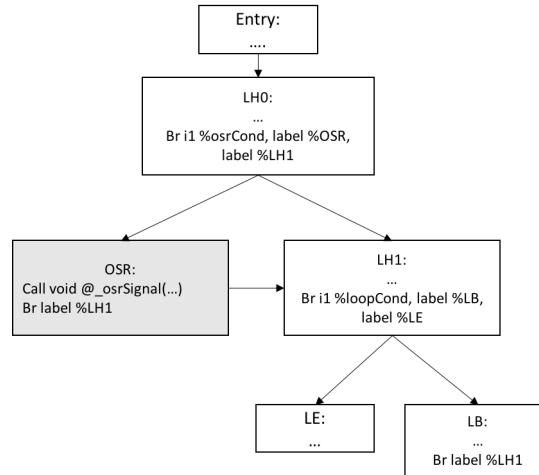 Entry:
....
LH0:
...
Br i1 %osrCond, label %OSR,
label %LH1
OSR:
Call void @_osrSignal(...)
Br label %LH1
LH1:
...
Br i1 %loopCond, label %LB,
label %LE
LE:
...
LB:
...
Br label %LH1